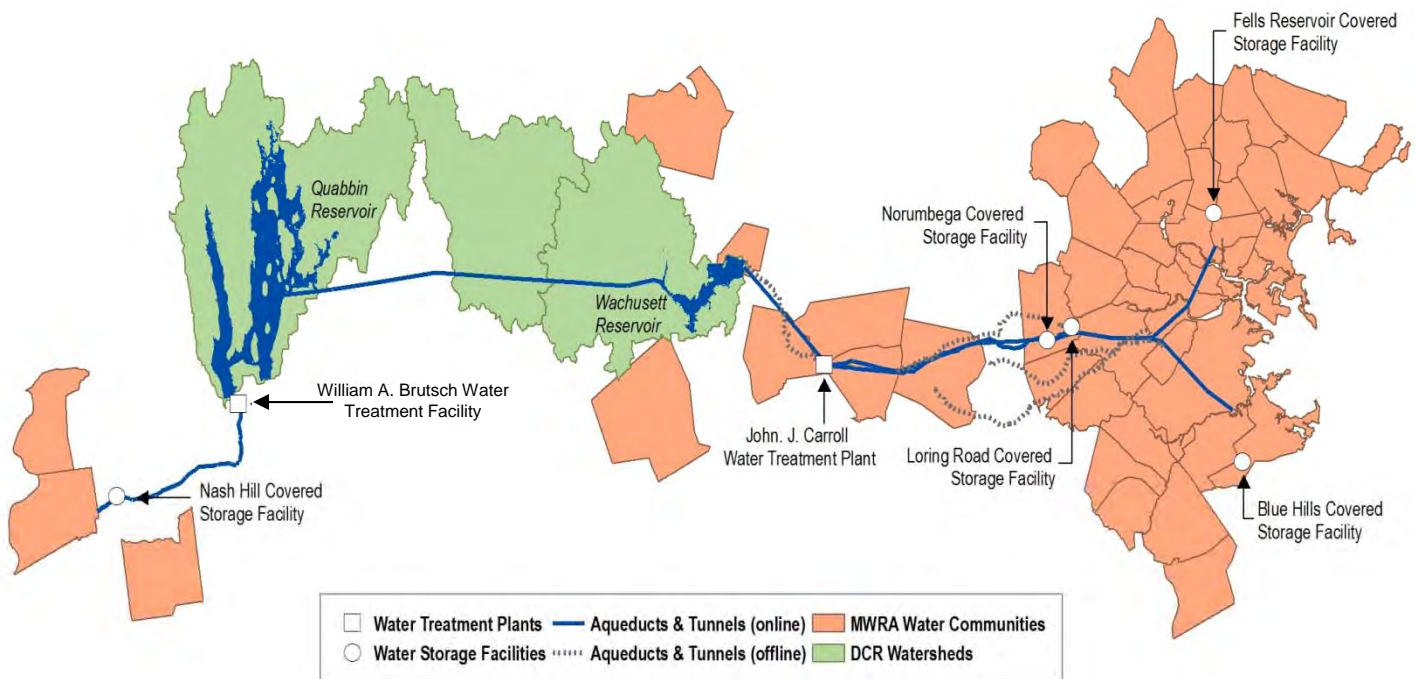 Fells Reservoir Covered
Storage Facility
Quabbin
Reservoir
Norumbega Covered
Storage Facility
Wachusett
Reservoir
William A. Brutsch Water
Treatment Facility
John. J. Carroll
Water Treatment Plant
Loring Road Covered
Storage Facility
Nash Hill Covered
Storage Facility
Blue Hills Covered
Storage Facility
Water Treatment Plants
Aqueducts & Tunnels (online)
MWRA Water Communities
Water Storage Facilities
Aqueducts & Tunnels (offline)
DCR Watersheds